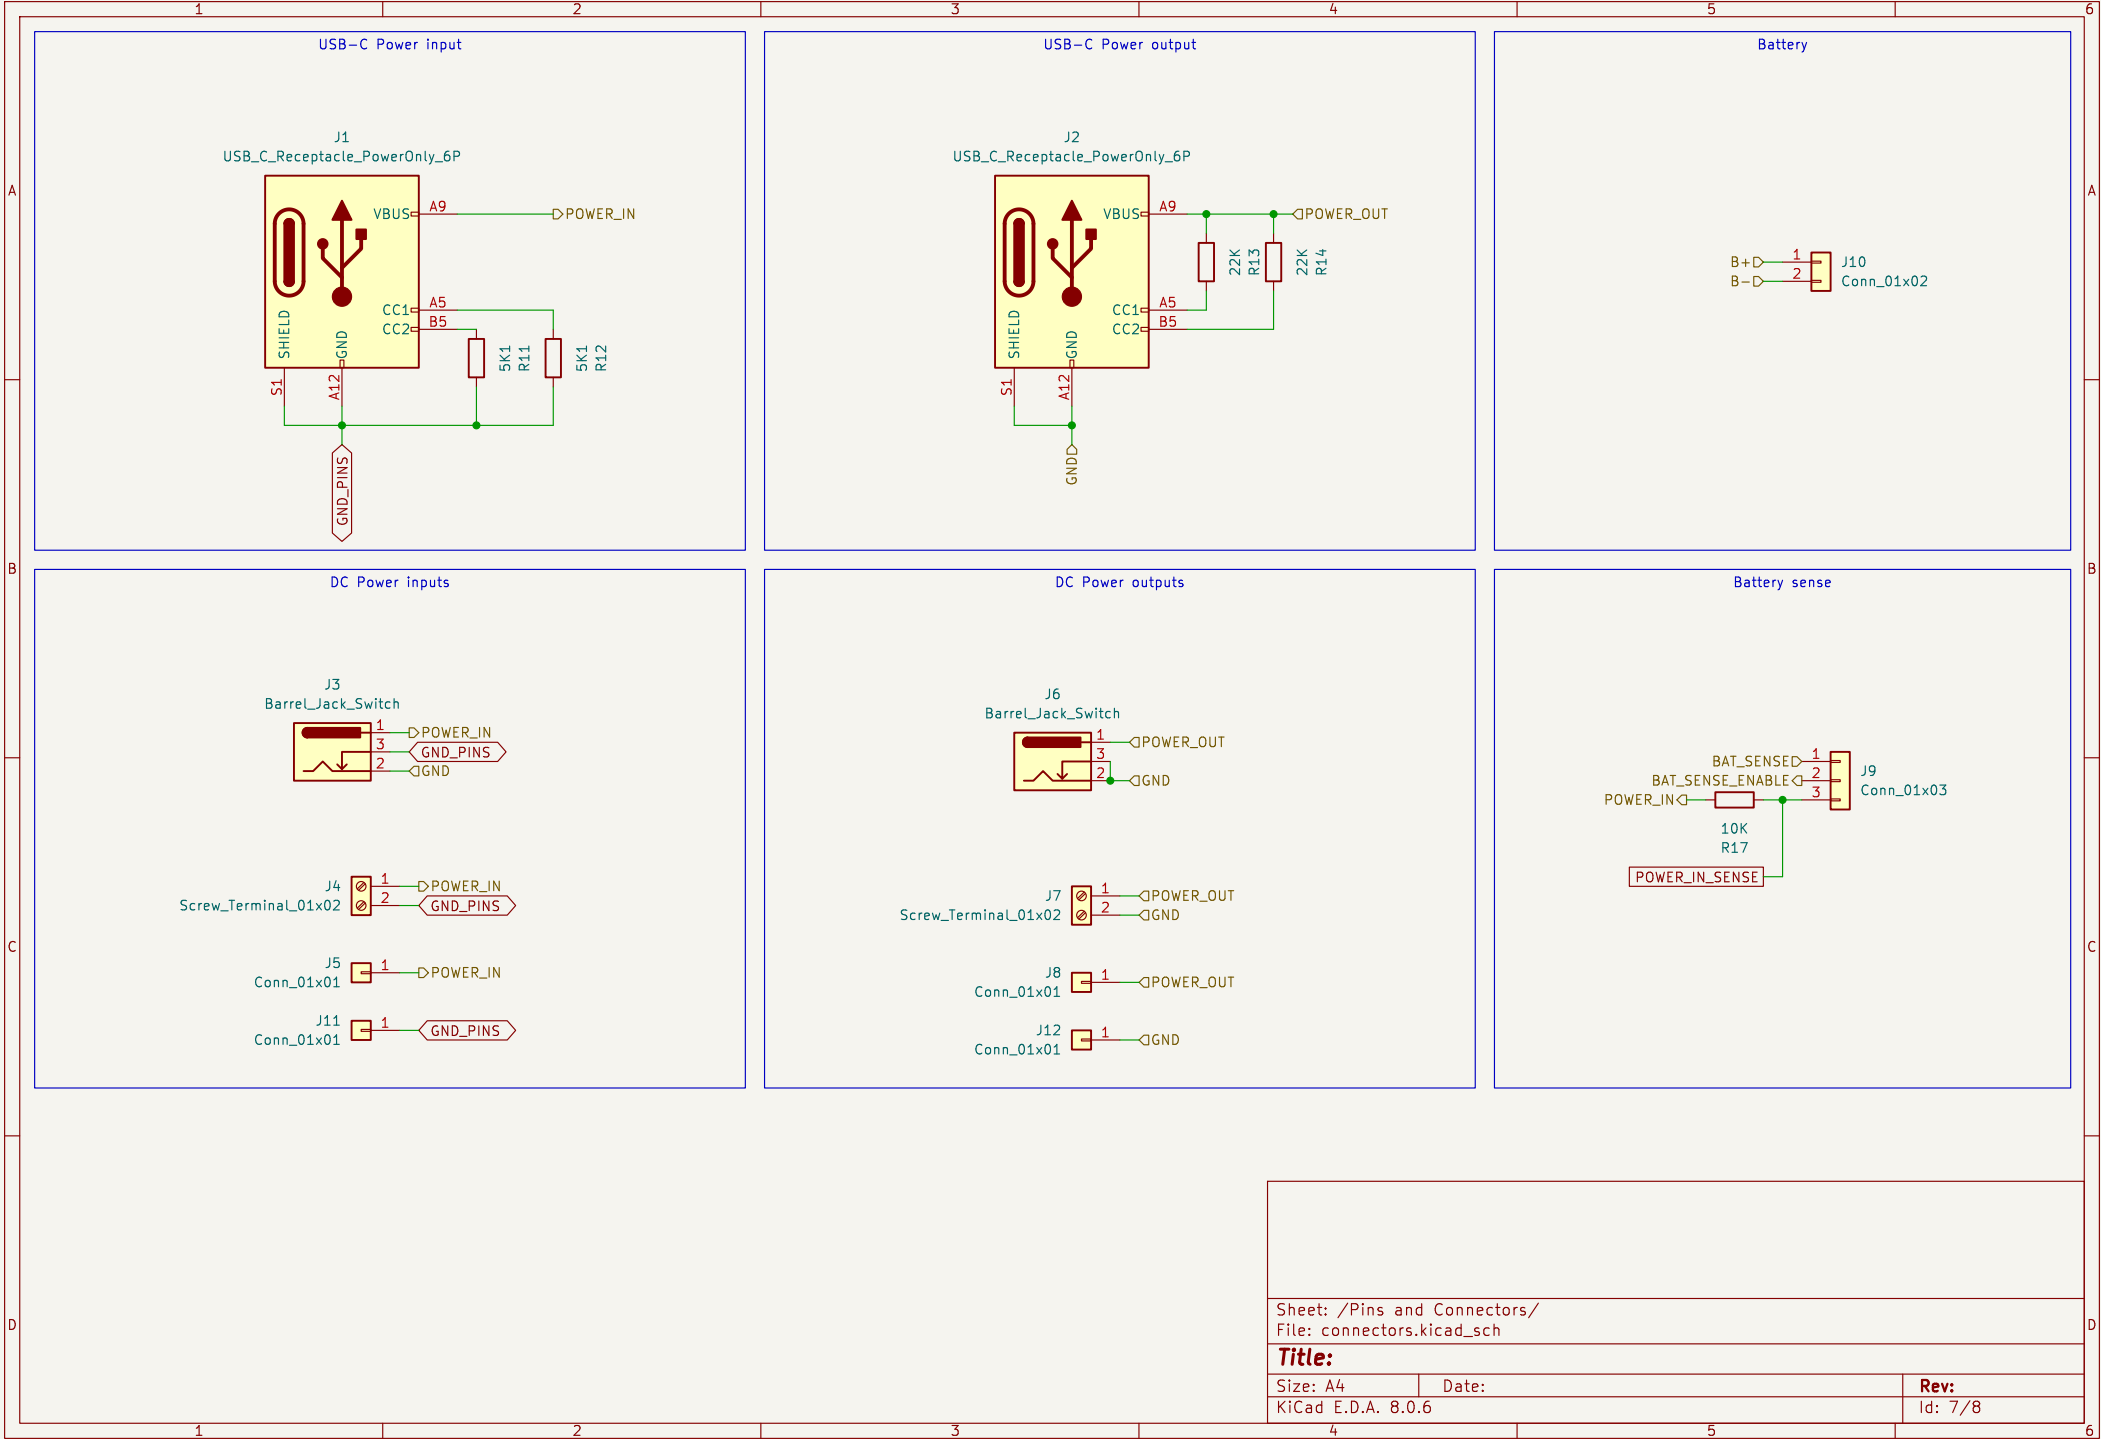 1 2 3 4 5 6
USB-C Power input
J1
USB_C_Receptacle_PowerOnly_6P
VBUS A9 POWER_IN
CC1 A5
CC2 B5
SHIELD
GND
S1
A12
5K1
R11
5K1
R12
GND_PINS
USB-C Power output
J2
USB_C_Receptacle_PowerOnly_6P
VBUS A9 POWER_OUT
22K
R13
22K
R14
CC1 A5
CC2 B5
SHIELD
GND
S1
A12
GND
Battery
B+ 1 J10
B- 2 Conn_01x02
A A
B B
DC Power inputs
J3
Barrel_Jack_Switch
1 POWER_IN
3 GND_PINS
2 GND
J4 1 POWER_IN
Screw_Terminal_01x02 2 GND_PINS
J5 1 POWER_IN
Conn_01x01
J11 1 GND_PINS
Conn_01x01
DC Power outputs
J6
Barrel_Jack_Switch
1 POWER_OUT
3
2 GND
J7 1 POWER_OUT
Screw_Terminal_01x02 2 GND
J8 1 POWER_OUT
Conn_01x01
J12 1 GND
Conn_01x01
Battery sense
BAT_SENSE 1 J9
BAT_SENSE_ENABLE 2 Conn_01x03
POWER_IN 3
10K
R17
POWER_IN_SENSE
C C
D D
Sheet: /Pins and Connectors/
File: connectors.kicad_sch
Title:
Size: A4 Date: Rev:
KiCad E.D.A. 8.0.6 Id: 7/8
1 2 3 4 5 6